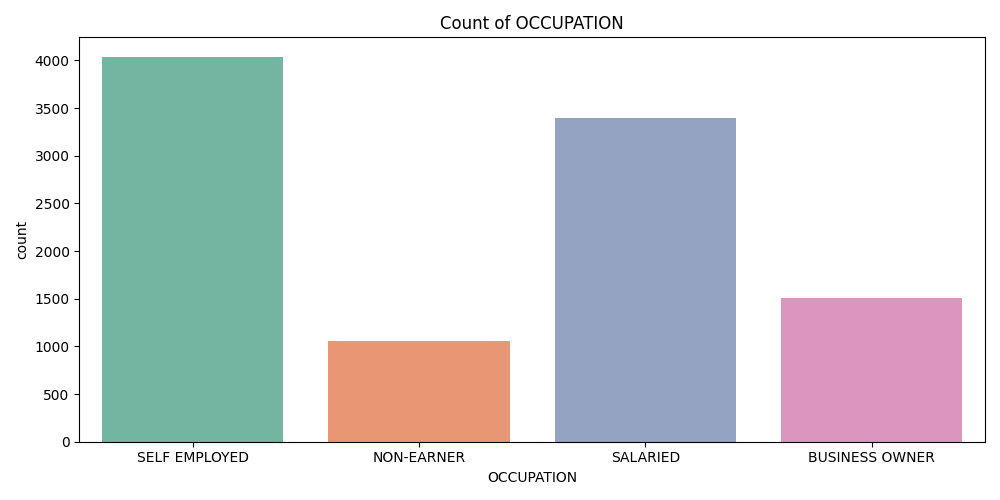 Count of OCCUPATION
4000
3500
3000
2500
2000
1500
1000
500
0
count
SELF EMPLOYED NON-EARNER SALARIED BUSINESS OWNER
OCCUPATION